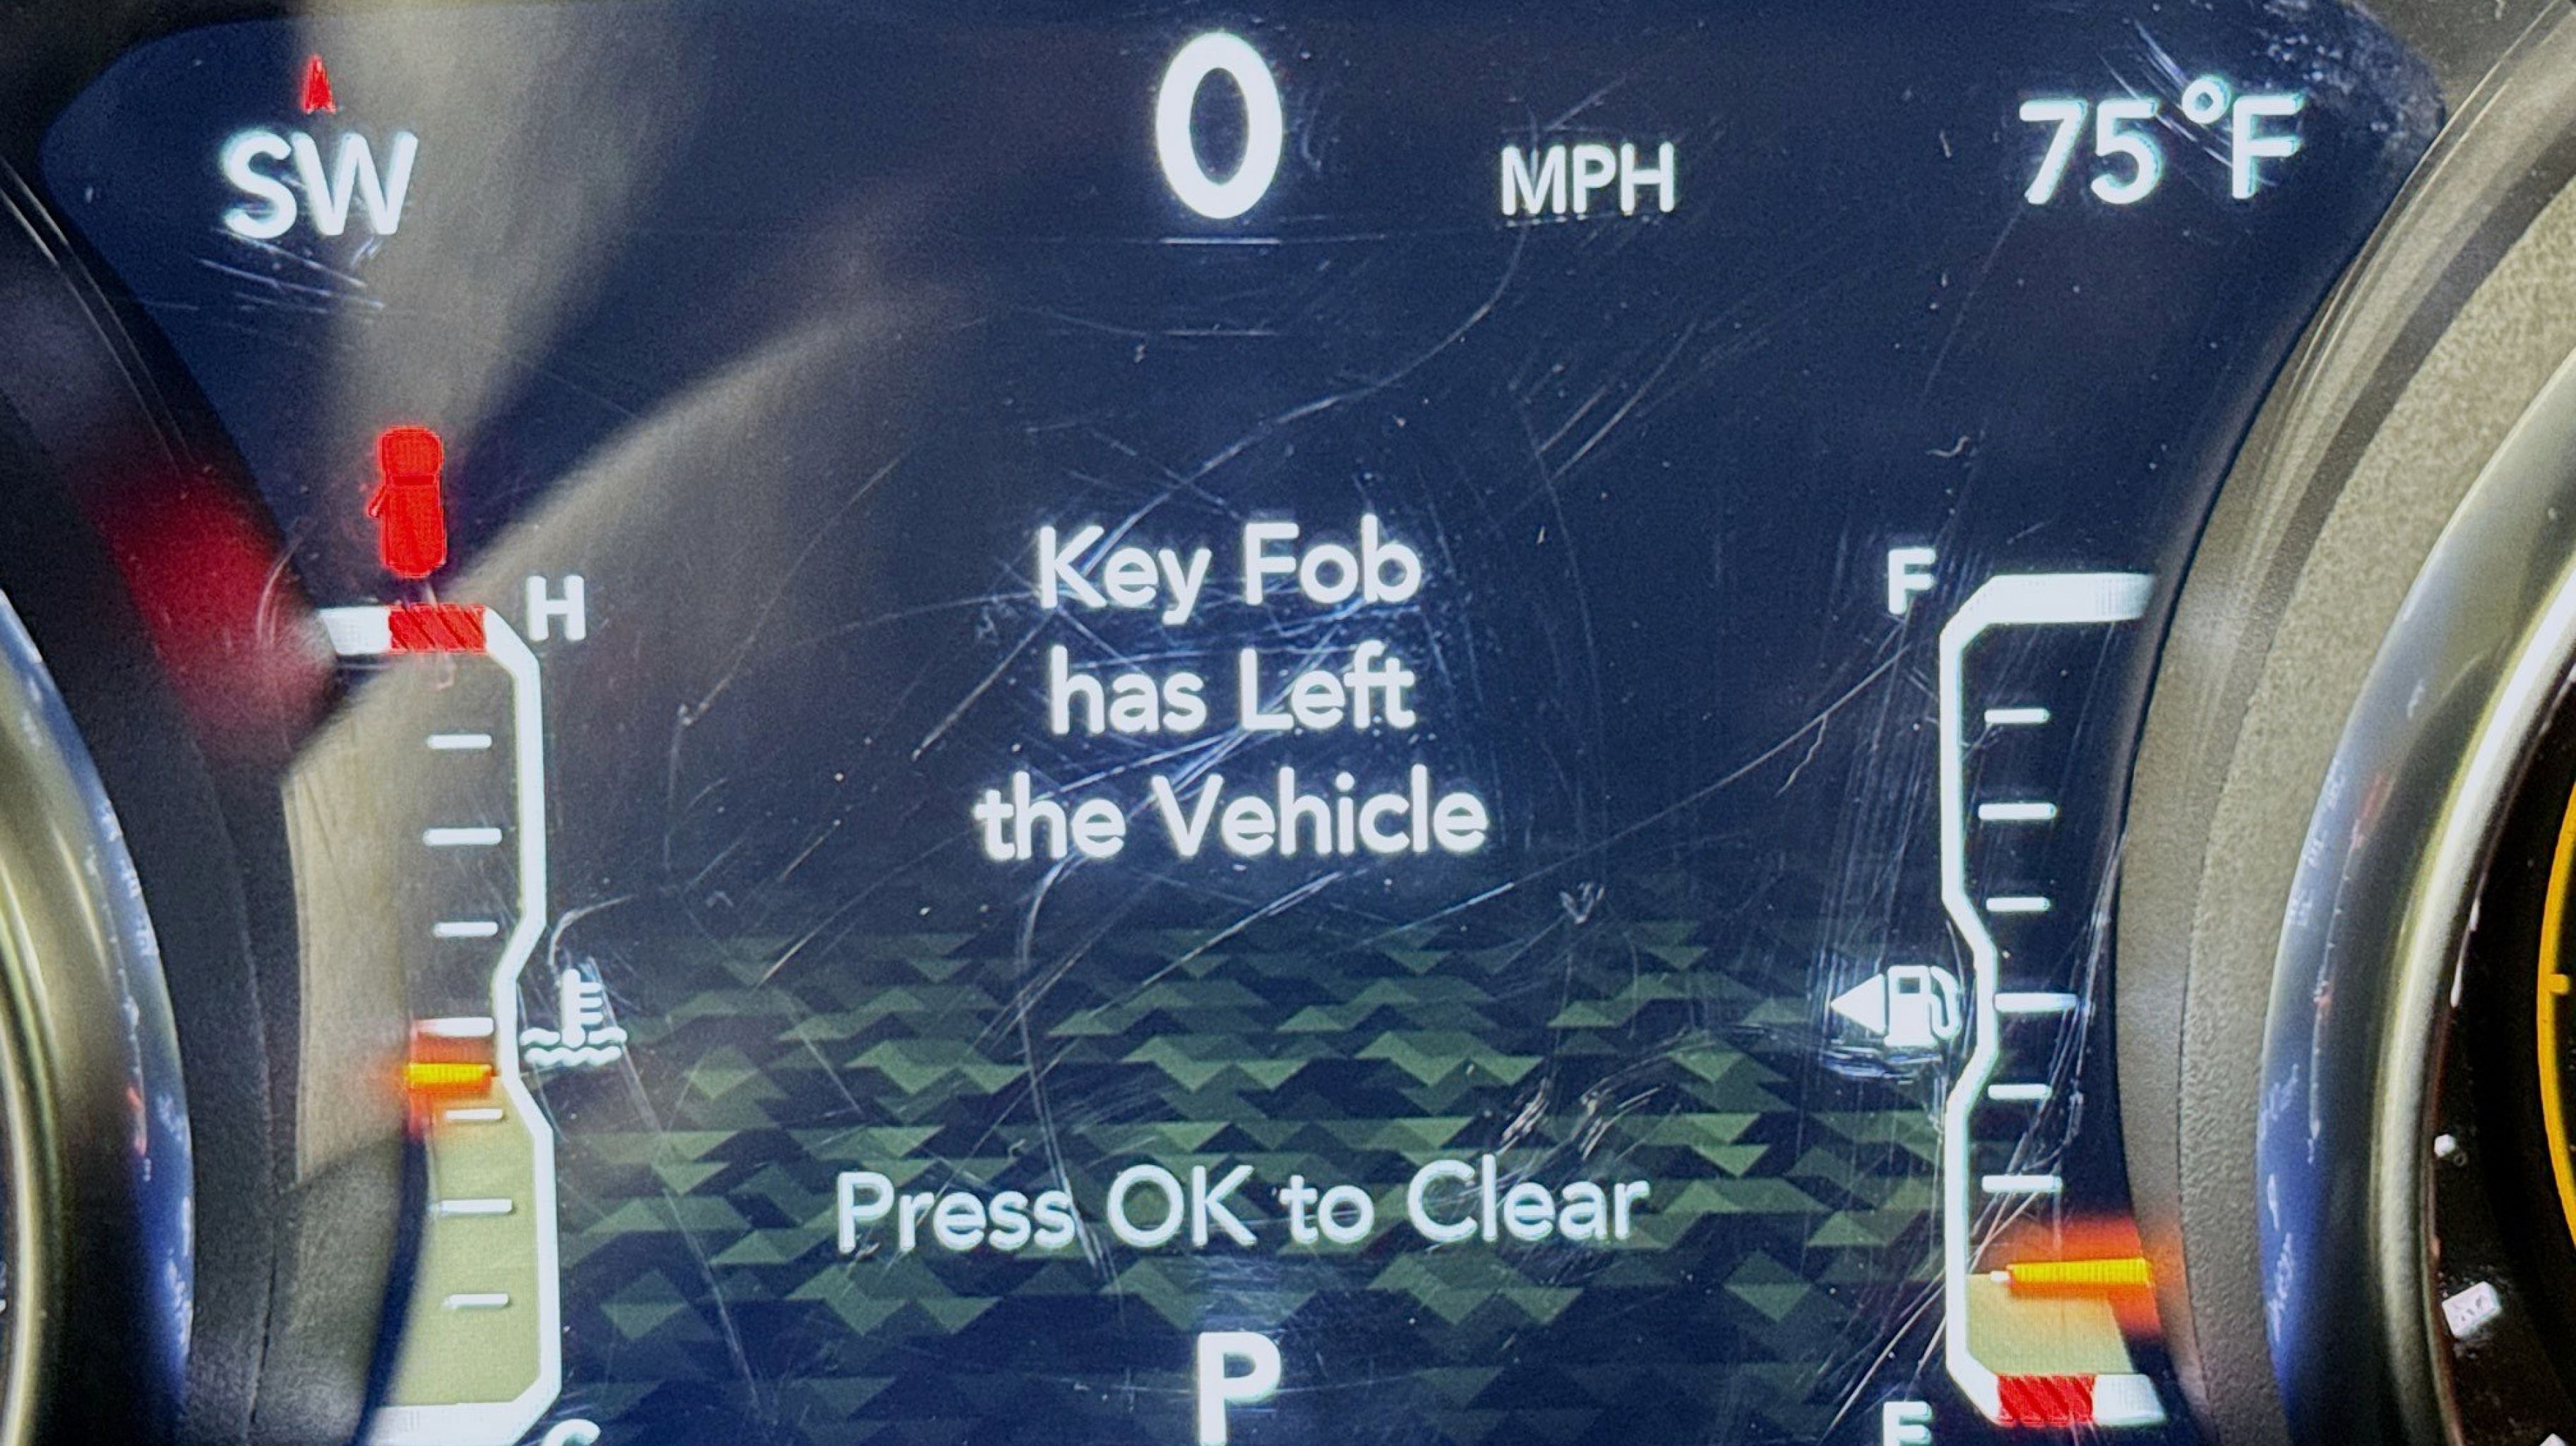 SW
0 MPH
75°F
H
F
Key Fob
has Left
the Vehicle
Press OK to Clear
P
C
E